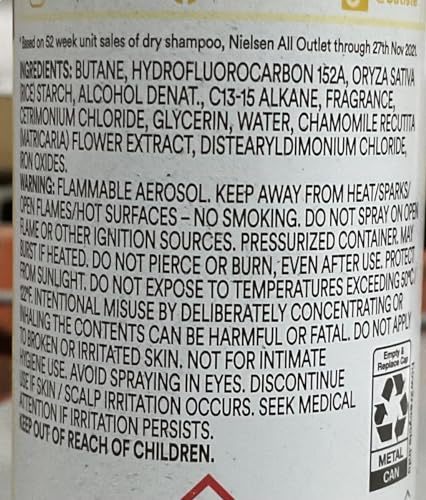 *Based on 52 week unit sales of dry shampoo, Nielsen All Outlet through 27th Nov 2021.
INGREDIENTS: BUTANE, HYDROFLUOROCARBON 152A, ORYZA SATIVA
(RICE) STARCH, ALCOHOL DENAT., C13-15 ALKANE, FRAGRANCE,
CETRIMONIUM CHLORIDE, GLYCERIN, WATER, CHAMOMILE RECUTITA
(MATRICARIA) FLOWER EXTRACT, DISTEARYLDIMONIUM CHLORIDE,
IRON OXIDES.
WARNING: FLAMMABLE AEROSOL. KEEP AWAY FROM HEAT/SPARKS/
OPEN FLAMES/HOT SURFACES – NO SMOKING. DO NOT SPRAY ON OPEN
FLAME OR OTHER IGNITION SOURCES. PRESSURIZED CONTAINER. MAY
BURST IF HEATED. DO NOT PIERCE OR BURN, EVEN AFTER USE. PROTECT
FROM SUNLIGHT. DO NOT EXPOSE TO TEMPERATURES EXCEEDING 50°C/
122°F. INTENTIONAL MISUSE BY DELIBERATELY CONCENTRATING OR
INHALING THE CONTENTS CAN BE HARMFUL OR FATAL. DO NOT APPLY
TO BROKEN OR IRRITATED SKIN. NOT FOR INTIMATE
HYGIENE USE. AVOID SPRAYING IN EYES. DISCONTINUE
USE IF SKIN / SCALP IRRITATION OCCURS. SEEK MEDICAL
ATTENTION IF IRRITATION PERSISTS.
KEEP OUT OF REACH OF CHILDREN.
Empty &
Replace Cap
METAL
CAN